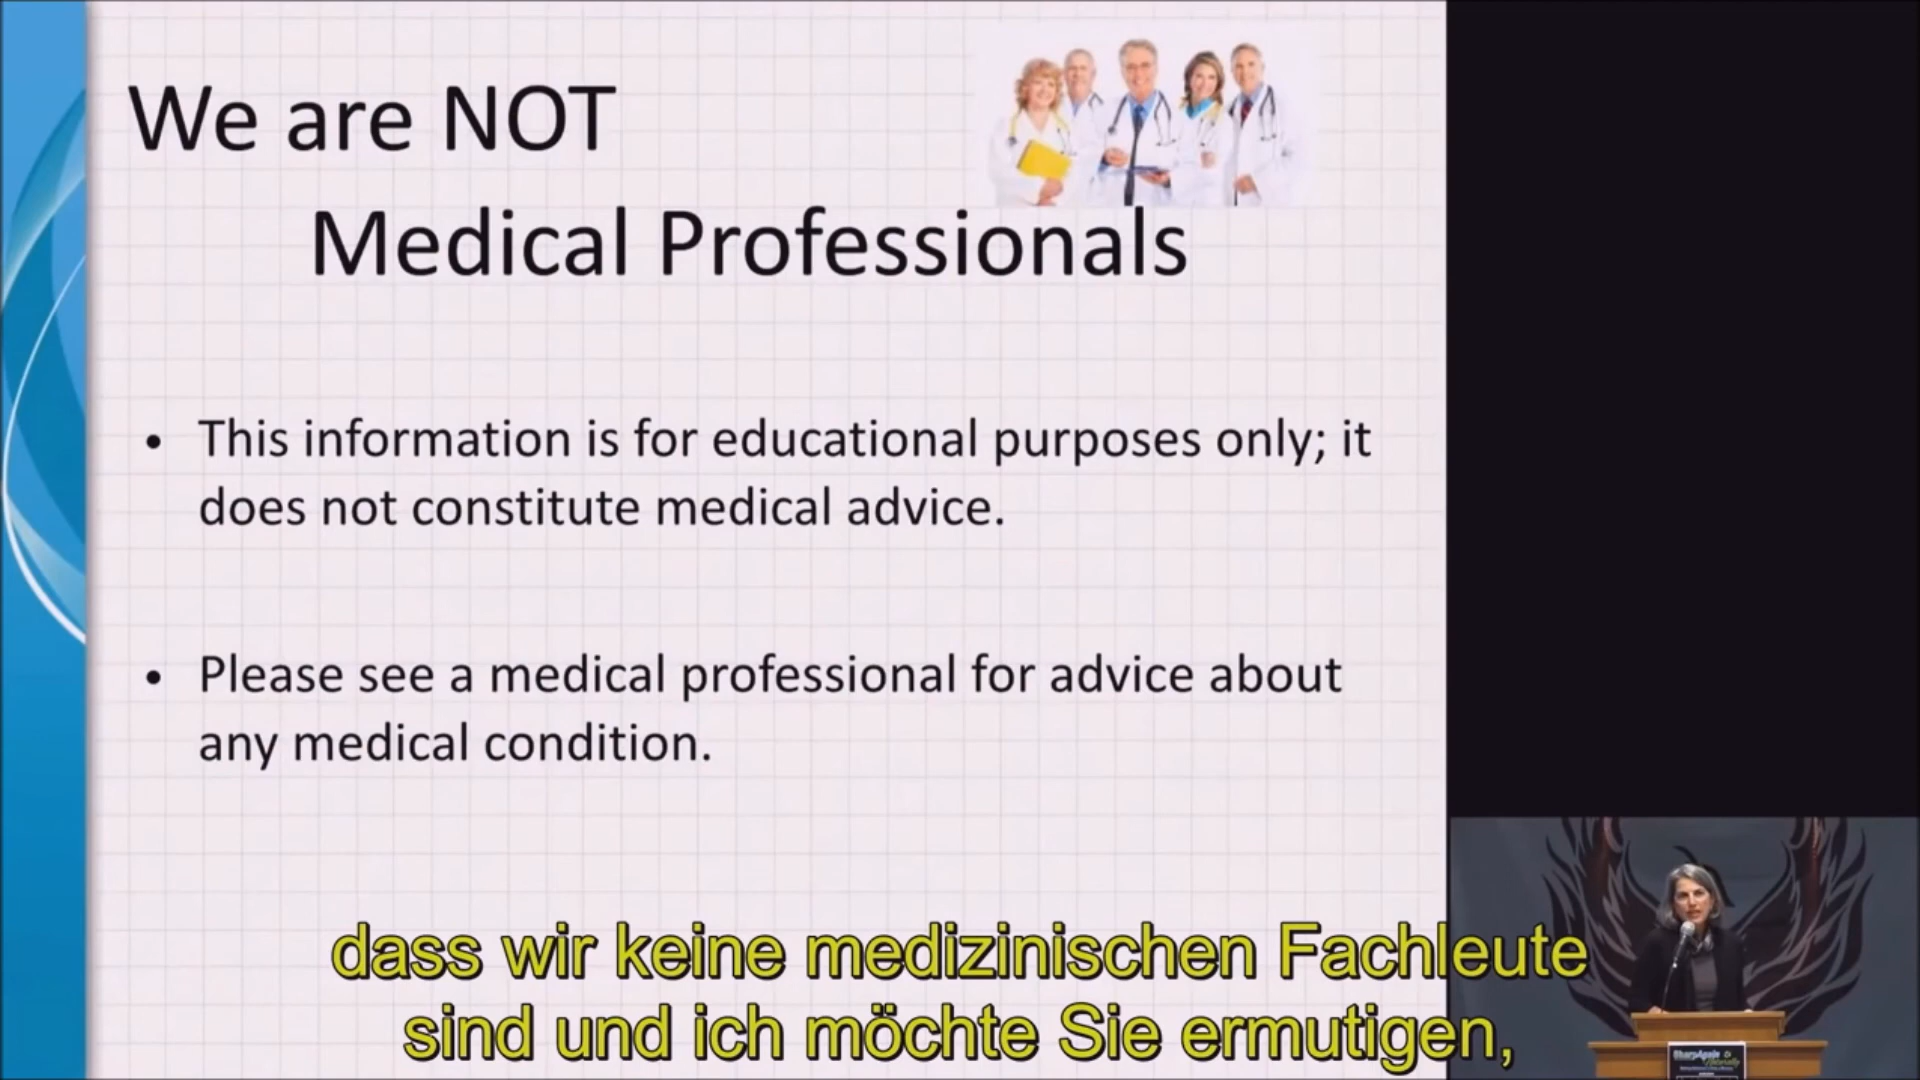 We are NOT
Medical Professionals
• This information is for educational purposes only; it
does not constitute medical advice.
• Please see a medical professional for advice about
any medical condition.
dass wir keine medizinischen Fachleute
sind und ich möchte Sie ermutigen,
SharpAgain
Naturally